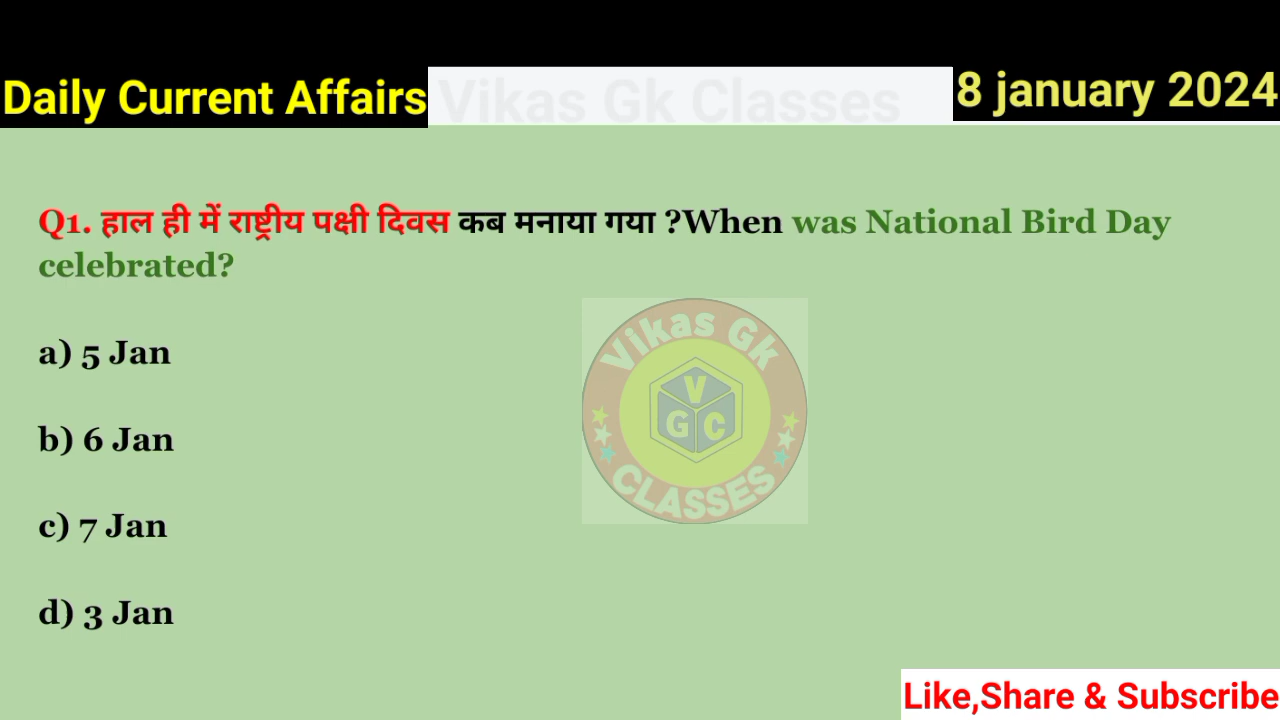 Daily Current Affairs
Vikas Gk Classes
8 january 2024
Q1. हाल ही में राष्ट्रीय पक्षी दिवस कब मनाया गया ?When was National Bird Day
celebrated?
a) 5 Jan
Vikas Gk
V
G C
CLASSES
b) 6 Jan
c) 7 Jan
d) 3 Jan
Like,Share & Subscribe